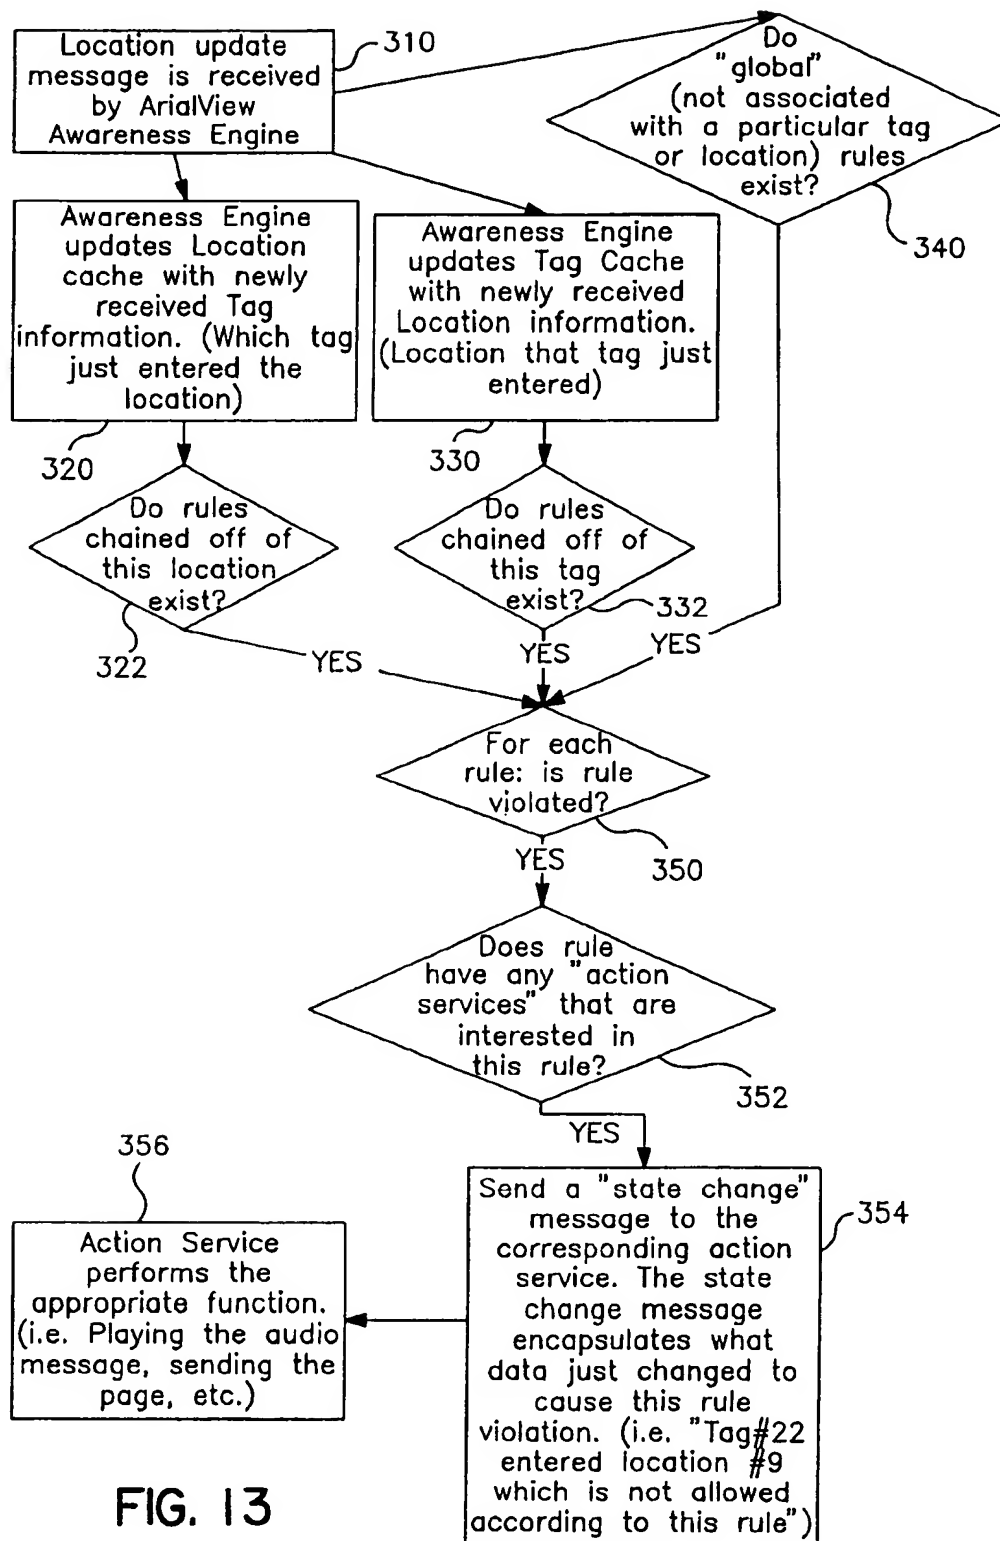 Location update
message is received
by ArialView
Awareness Engine
310
Do
"global"
(not associated
with a particular tag
or location) rules
exist?
340
Awareness Engine
updates Location
cache with newly
received Tag
information. (Which tag
just entered the
location)
320
Awareness Engine
updates Tag Cache
with newly received
Location information.
(Location that tag just
entered)
330
Do rules
chained off of
this location
exist?
322
Do rules
chained off of
this tag
exist?
332
YES
YES
YES
For each
rule: is rule
violated?
350
YES
Does rule
have any "action
services" that are
interested in
this rule?
352
YES
Send a "state change"
message to the
corresponding action
service. The state
change message
encapsulates what
data just changed to
cause this rule
violation. (i.e. "Tag#22
entered location #9
which is not allowed
according to this rule")
354
356
Action Service
performs the
appropriate function.
(i.e. Playing the audio
message, sending the
page, etc.)
FIG. 13